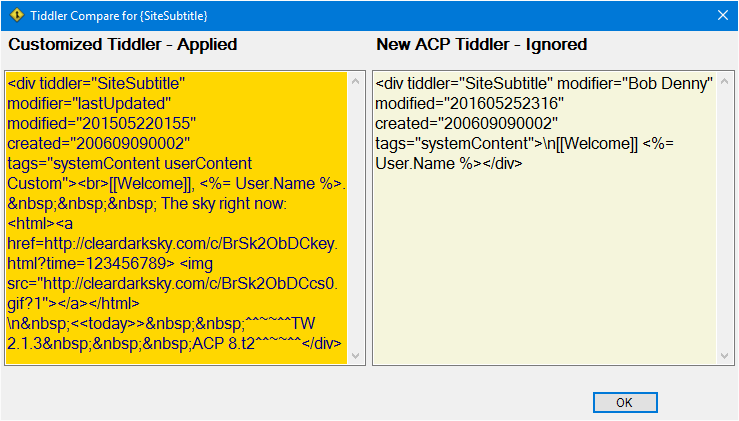 Tiddler Compare for {SiteSubtitle}
Customized Tiddler - Applied
<div tiddler="SiteSubtitle"
modifier="lastUpdated"
modified="201505220155"
created="200609090002"
tags="systemContent userContent
Custom"><br>[[Welcome]], <%= User.Name %>.
&nbsp;&nbsp;&nbsp; The sky right now:
<html><a
href=http://cleardarksky.com/c/BrSk2ObDCkey.
html?time=123456789> <img
src="http://cleardarksky.com/c/BrSk2ObDCcs0.
gif?1"></a></html>
\n&nbsp;<<today>>&nbsp;&nbsp;^^~~^^TW
2.1.3&nbsp;&nbsp;&nbsp;ACP 8.t2^^~~^^</div>
New ACP Tiddler - Ignored
<div tiddler="SiteSubtitle" modifier="Bob Denny"
modified="201605252316"
created="200609090002"
tags="systemContent">\n[[Welcome]] <%=
User.Name %></div>
OK